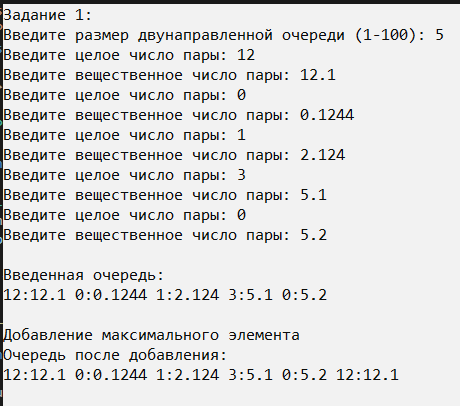 Задание 1:
Введите размер двунаправленной очереди (1-100): 5
Введите целое число пары: 12
Введите вещественное число пары: 12.1
Введите целое число пары: 0
Введите вещественное число пары: 0.1244
Введите целое число пары: 1
Введите вещественное число пары: 2.124
Введите целое число пары: 3
Введите вещественное число пары: 5.1
Введите целое число пары: 0
Введите вещественное число пары: 5.2
Введенная очередь:
12:12.1 0:0.1244 1:2.124 3:5.1 0:5.2
Добавление максимального элемента
Очередь после добавления:
12:12.1 0:0.1244 1:2.124 3:5.1 0:5.2 12:12.1